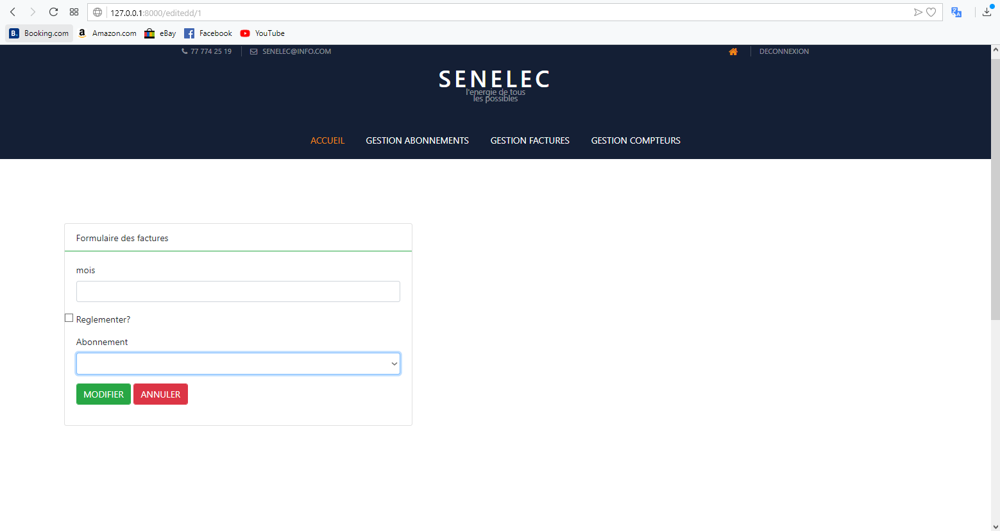 127.0.0.1:8000/editedd/1
Booking.com Amazon.com eBay Facebook YouTube
77 774 25 19 SENELEC@INFO.COM DECONNEXION
SENELEC
l'energie de tous
les possibles
ACCUEIL GESTION ABONNEMENTS GESTION FACTURES GESTION COMPTEURS
Formulaire des factures
mois
Reglementer?
Abonnement
MODIFIER ANNULER